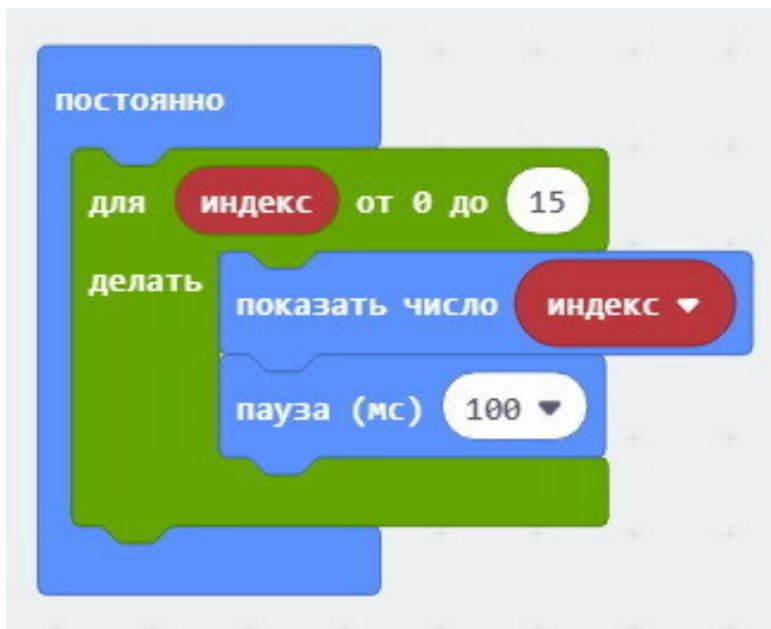 постоянно
для индекс от 0 до 15
делать
показать число индекс
пауза (мс) 100